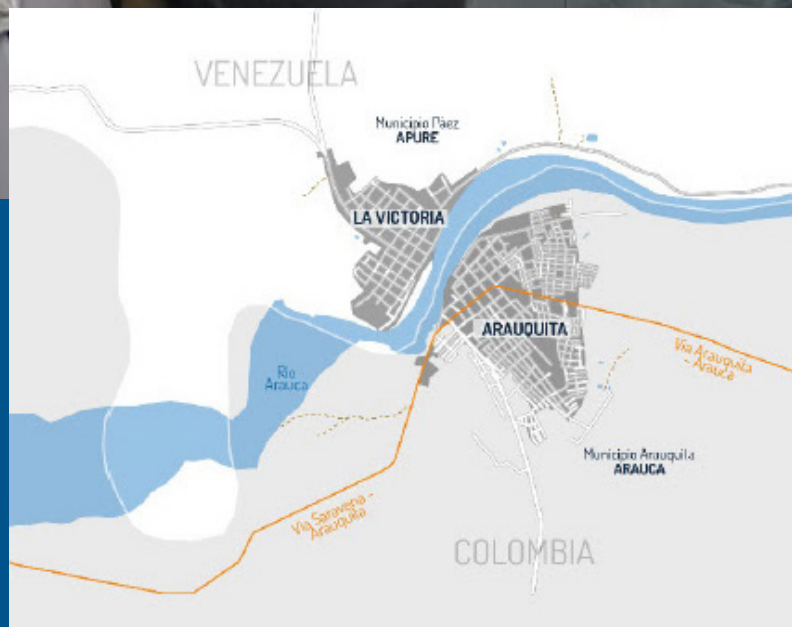 VENEZUELA
Municipio Páez
APURE
LA VICTORIA
ARAUQUITA
Río
Arauca
Vía Arauquita
- Arauca
Municipio Arauquita
ARAUCA
Vía Saravena -
Arauquita
COLOMBIA